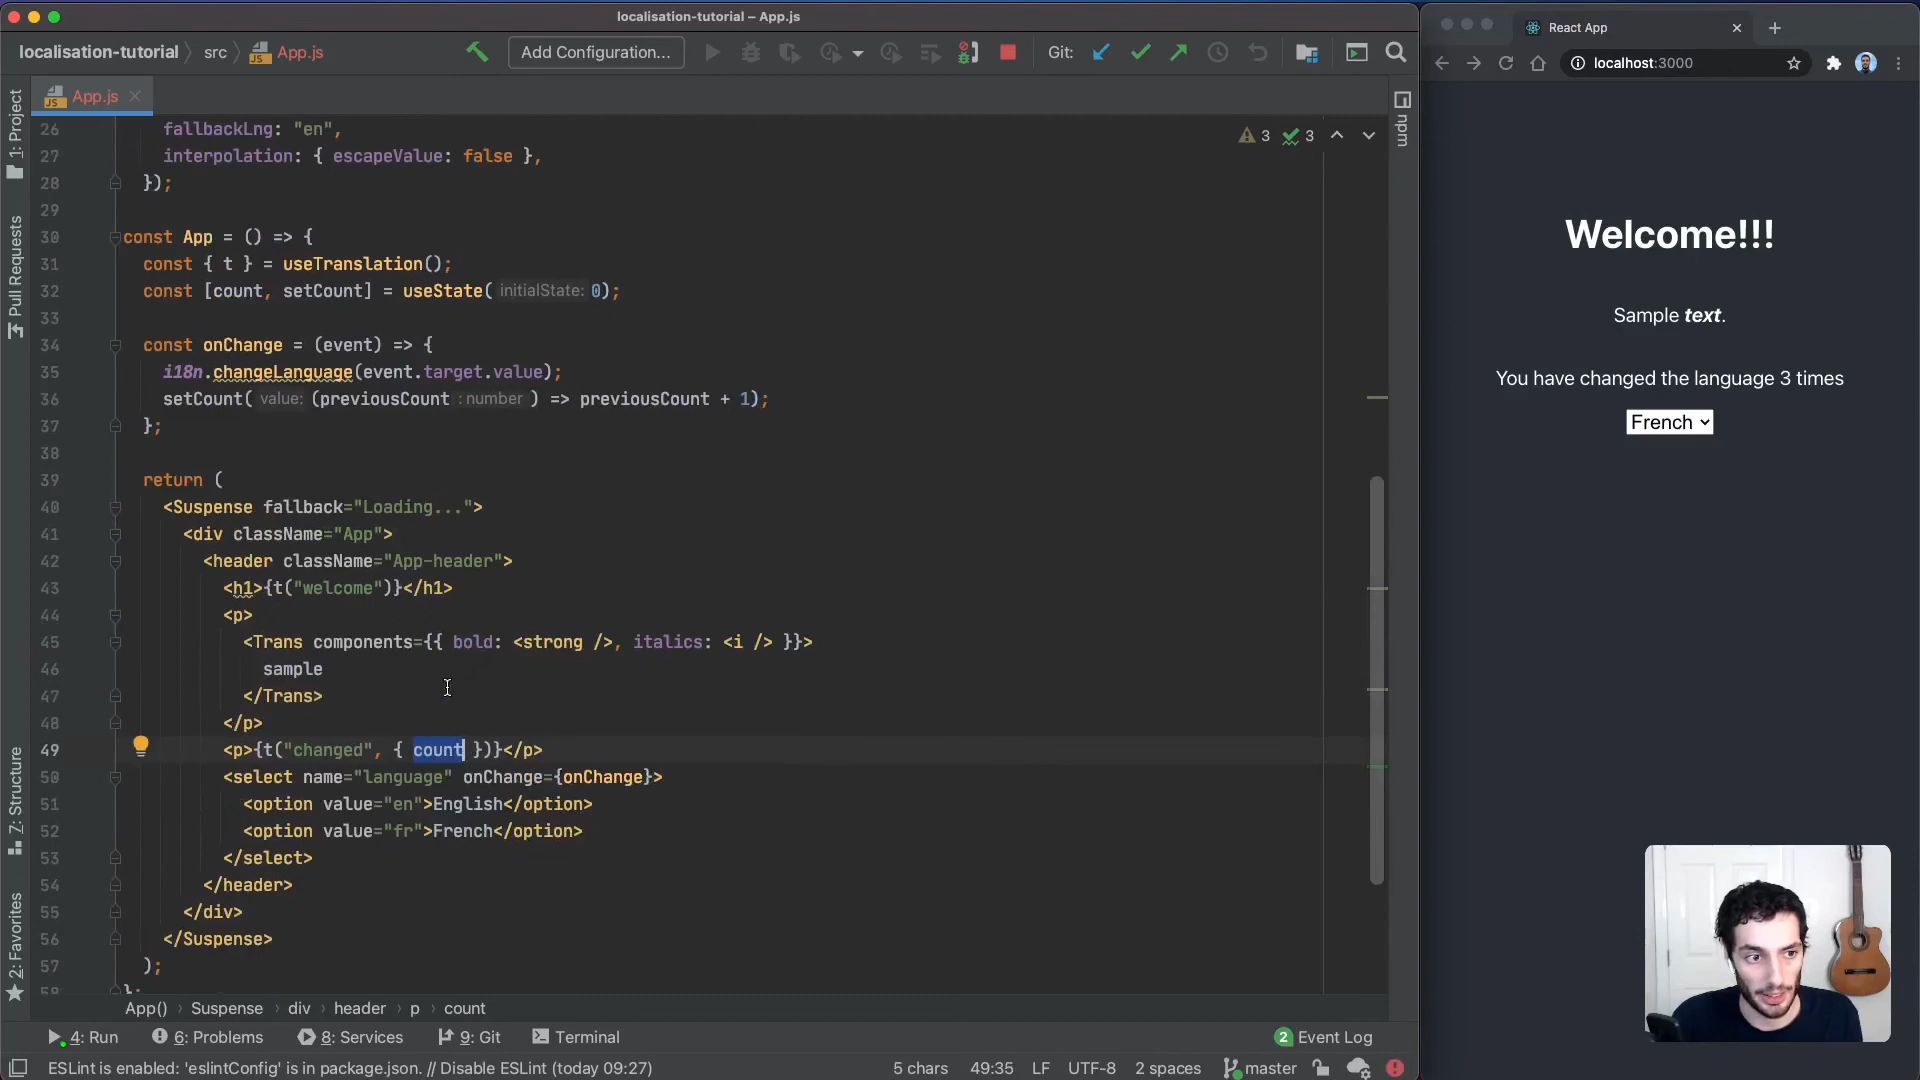 localisation-tutorial – App.js
localisation-tutorial src App.js
Add Configuration...
Git:
App.js
1: Project
Pull Requests
7: Structure
2: Favorites
npm
3 3
26 fallbackLng: "en",
27 interpolation: { escapeValue: false },
28 });
29
30 const App = () => {
31 const { t } = useTranslation();
32 const [count, setCount] = useState( initialState: 0);
33
34 const onChange = (event) => {
35 i18n.changeLanguage(event.target.value);
36 setCount( value: (previousCount : number ) => previousCount + 1);
37 };
38
39 return (
40 <Suspense fallback="Loading...">
41 <div className="App">
42 <header className="App-header">
43 <h1>{t("welcome")}</h1>
44 <p>
45 <Trans components={{ bold: <strong />, italics: <i /> }}>
46 sample
47 </Trans>
48 </p>
49 <p>{t("changed", { count })}</p>
50 <select name="language" onChange={onChange}>
51 <option value="en">English</option>
52 <option value="fr">French</option>
53 </select>
54 </header>
55 </div>
56 </Suspense>
57 );
58 };
App() Suspense div header p count
4: Run 6: Problems 8: Services 9: Git Terminal 2 Event Log
ESLint is enabled: 'eslintConfig' is in package.json. // Disable ESLint (today 09:27) 5 chars 49:35 LF UTF-8 2 spaces master
React App
localhost:3000
Welcome!!!
Sample text.
You have changed the language 3 times
French